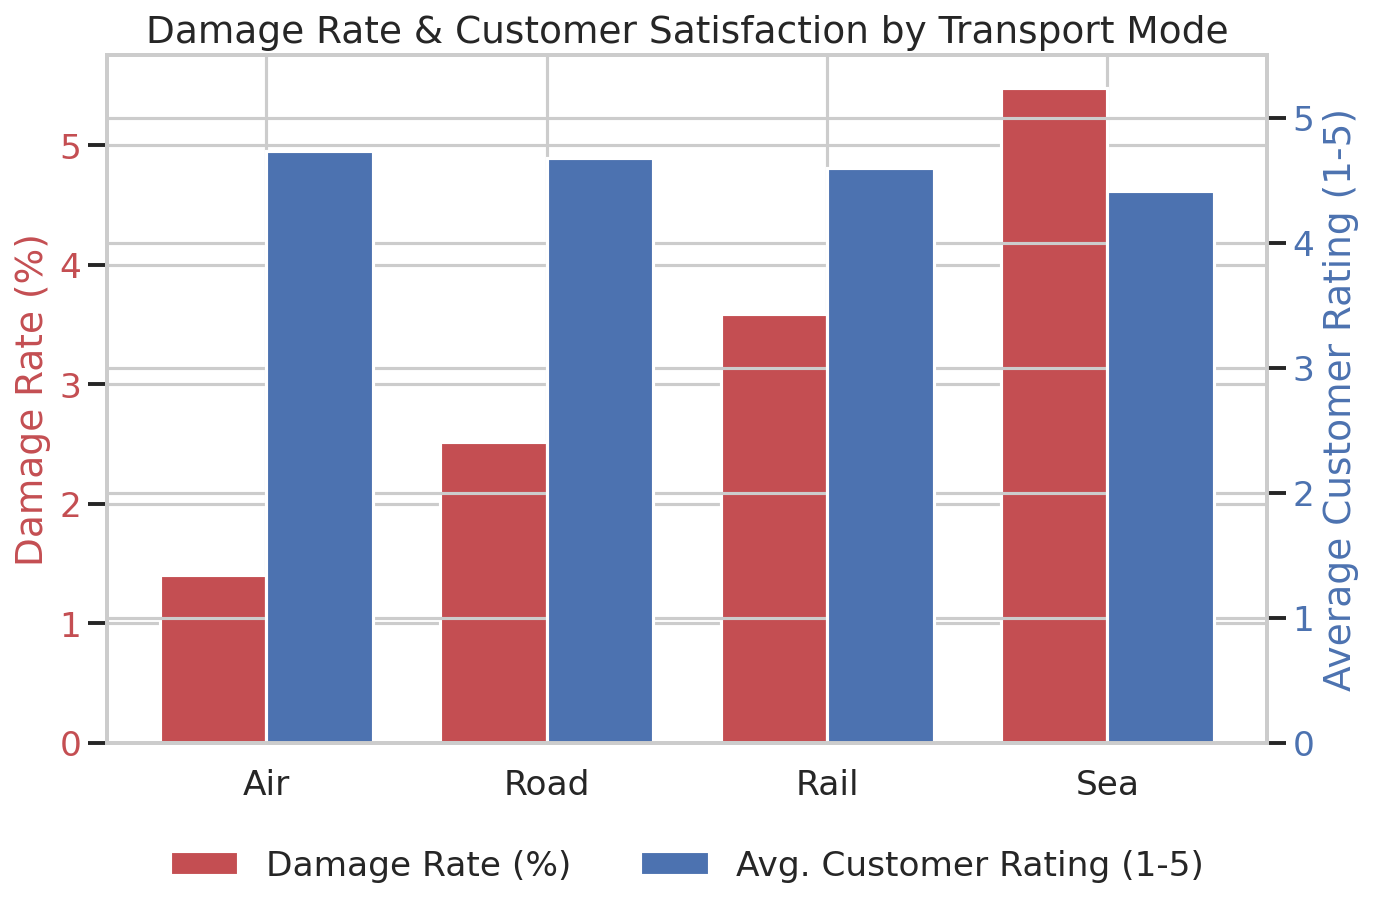 Damage Rate & Customer Satisfaction by Transport Mode
Damage Rate (%)
5
4
3
2
1
0
5
4
3
2
1
0
Average Customer Rating (1-5)
Air
Road
Rail
Sea
Damage Rate (%)
Avg. Customer Rating (1-5)